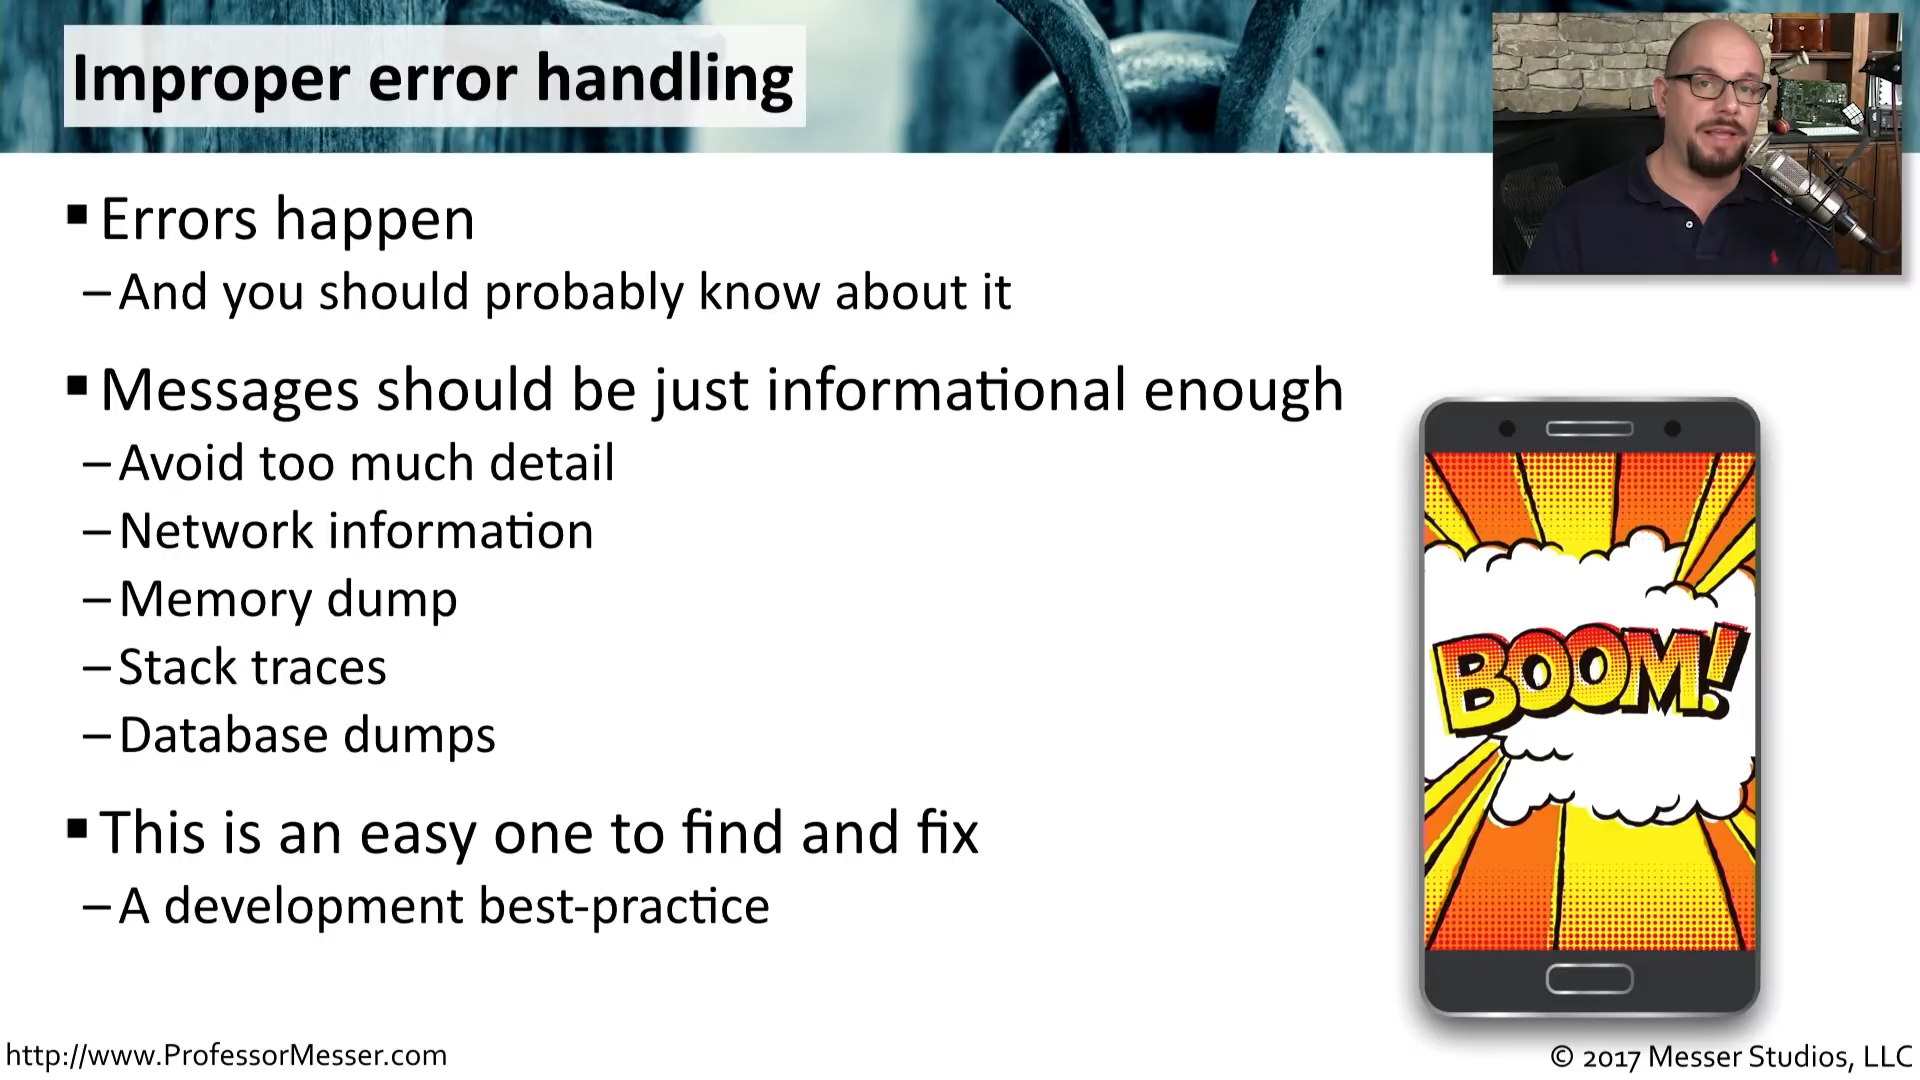 Improper error handling
▪ Errors happen
– And you should probably know about it
▪ Messages should be just informational enough
– Avoid too much detail
– Network information
– Memory dump
– Stack traces
– Database dumps
▪ This is an easy one to find and fix
– A development best-practice
BOOM!
http://www.ProfessorMesser.com
© 2017 Messer Studios, LLC